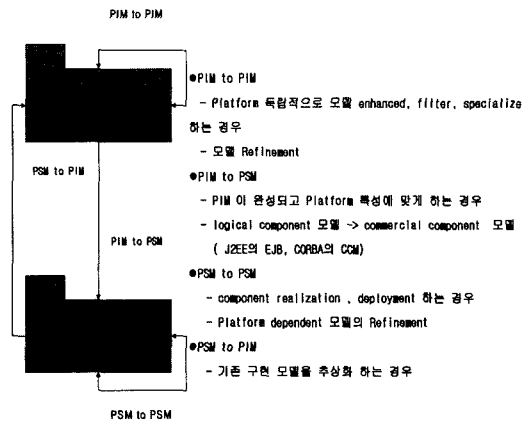 PIM to PIM
●PIM to PIM
- Platform 독립적으로 모델 enhanced, filter, specialize
하는 경우
- 모델 Refinement
PSM to PIM
●PIM to PSM
- PIM 이 완성되고 Platform 특성에 맞게 하는 경우
- logical component 모델 -> commercial component 모델
( J2EE의 EJB, CORBA의 CCM)
PIM to PSM
●PSM to PSM
- component realization , deployment 하는 경우
- Platform dependent 모델의 Refinement
●PSM to PIM
- 기존 구현 모델을 추상화 하는 경우
PSM to PSM